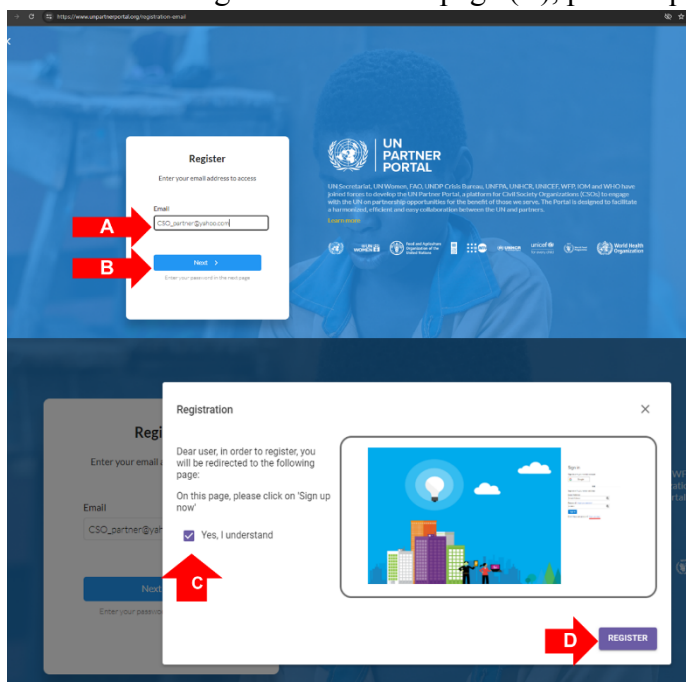 https://www.unpartnerportal.org/registration-email
Register
Enter your email address to access
Email
CSO_partner@yahoo.com
A
B
Next >
Enter your password in the next page
UN
PARTNER
PORTAL
UN Secretariat, UN Women, FAO, UNDP Crisis Bureau, UNFPA, UNHCR, UNICEF, WFP, IOM and WHO have
joined forces to develop the UN Partner Portal, a platform for Civil Society Organizations (CSOs) to engage
with the UN on partnership opportunities for the benefit of those we serve. The Portal is designed to facilitate
a harmonized, efficient and easy collaboration between the UN and partners.
Learn more
UN WOMEN
Food and Agriculture
Organization of the
United Nations
UNHCR
unicef
World Health
Organization
Registration
×
Dear user, in order to register, you
will be redirected to the following
page:
On this page, please click on 'Sign up
now'
Yes, I understand
C
D
REGISTER
Regi
Enter your email a
Email
CSO_partner@yah
Next
Enter your passwo